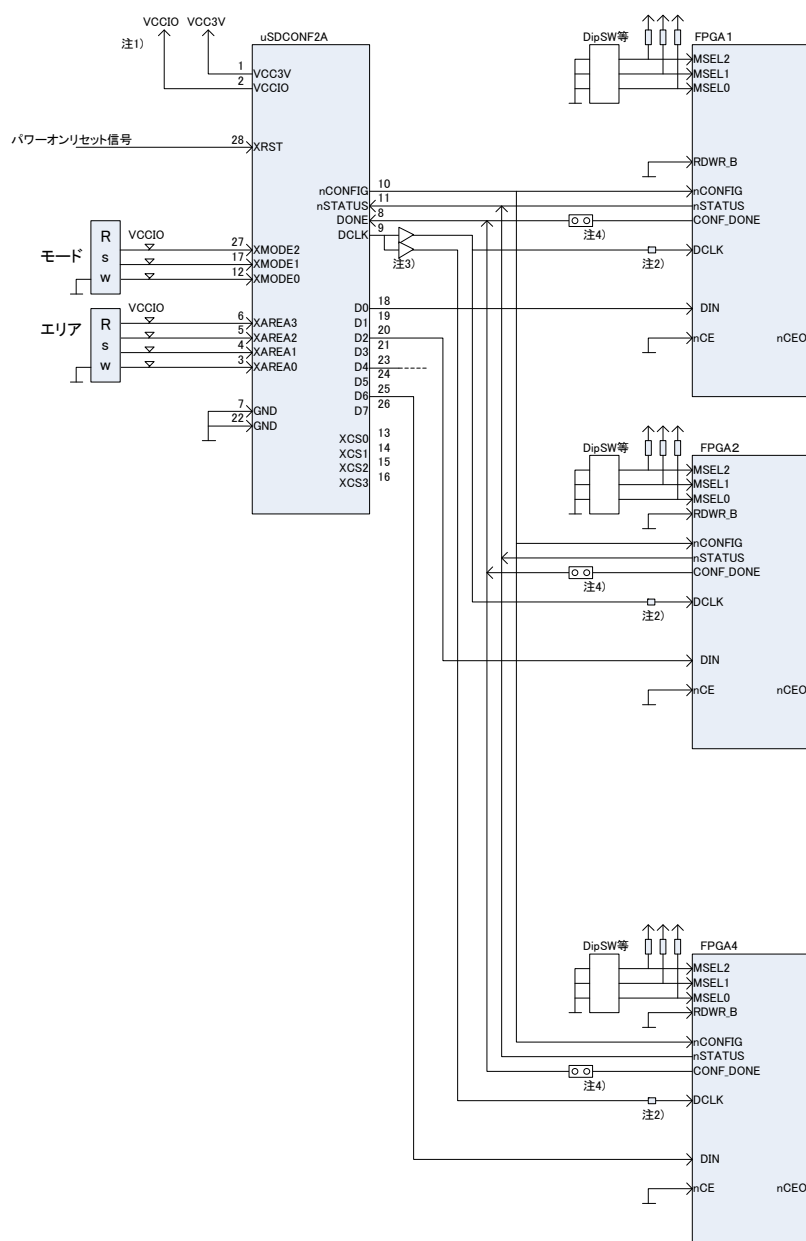 VCCIO VCC3V
注1)
uSDCONF2A
1 VCC3V
2 VCCIO
パワーオンリセット信号
28 XRST
nCONFIG 10
nSTATUS 11
DONE 8
DCLK 9
注3)
モード
R
s
w
VCCIO
27 XMODE2
17 XMODE1
12 XMODE0
エリア
R
s
w
VCCIO
6 XAREA3
5 XAREA2
4 XAREA1
3 XAREA0
7 GND
22 GND
D0 18
D1 19
D2 20
D3 21
D4 23
D5 24
D6 25
D7 26
XCS0 13
XCS1 14
XCS2 15
XCS3 16
DipSW等
FPGA1
MSEL2
MSEL1
MSEL0
RDWR_B
nCONFIG
nSTATUS
CONF_DONE
注4)
DCLK
注2)
DIN
nCE nCEO
DipSW等
FPGA2
MSEL2
MSEL1
MSEL0
RDWR_B
nCONFIG
nSTATUS
CONF_DONE
注4)
DCLK
注2)
DIN
nCE nCEO
DipSW等
FPGA4
MSEL2
MSEL1
MSEL0
RDWR_B
nCONFIG
nSTATUS
CONF_DONE
注4)
DCLK
注2)
DIN
nCE nCEO